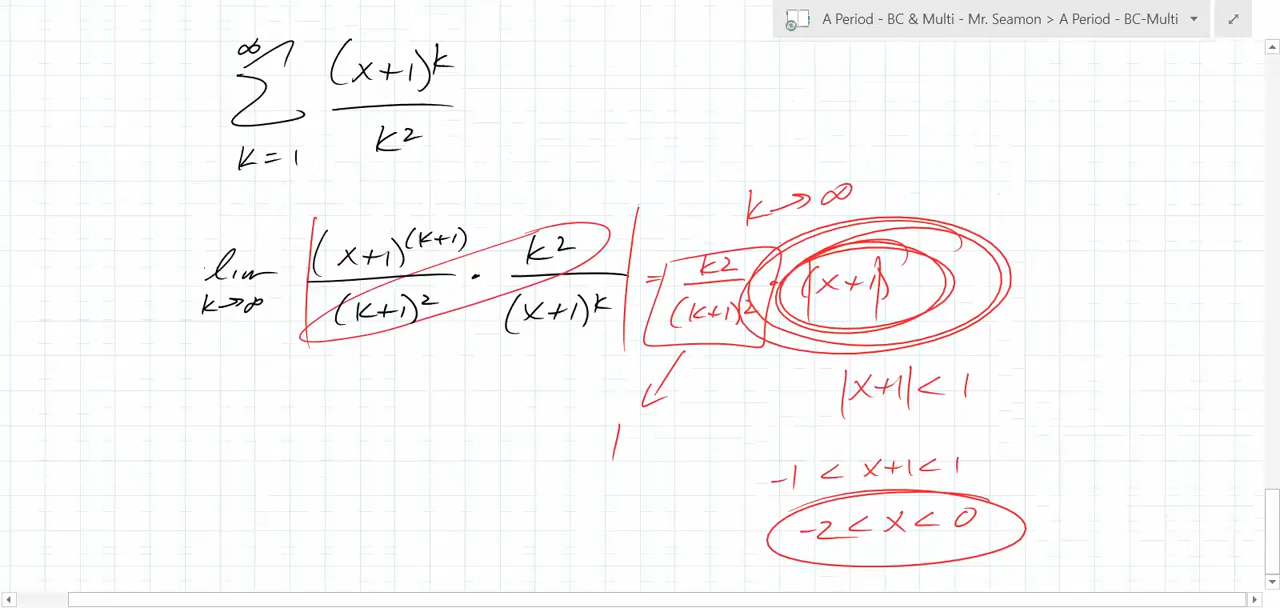 A Period - BC & Multi - Mr. Seamon > A Period - BC-Multi
∞
∑ (x+1)^k / k^2
k=1
k→∞
lim k→∞ | (x+1)^(k+1) / (k+1)^2 · k^2 / (x+1)^k | = k^2 / (k+1)^2 · |x+1|
|x+1| < 1
1
-1 < x+1 < 1
-2 < x < 0